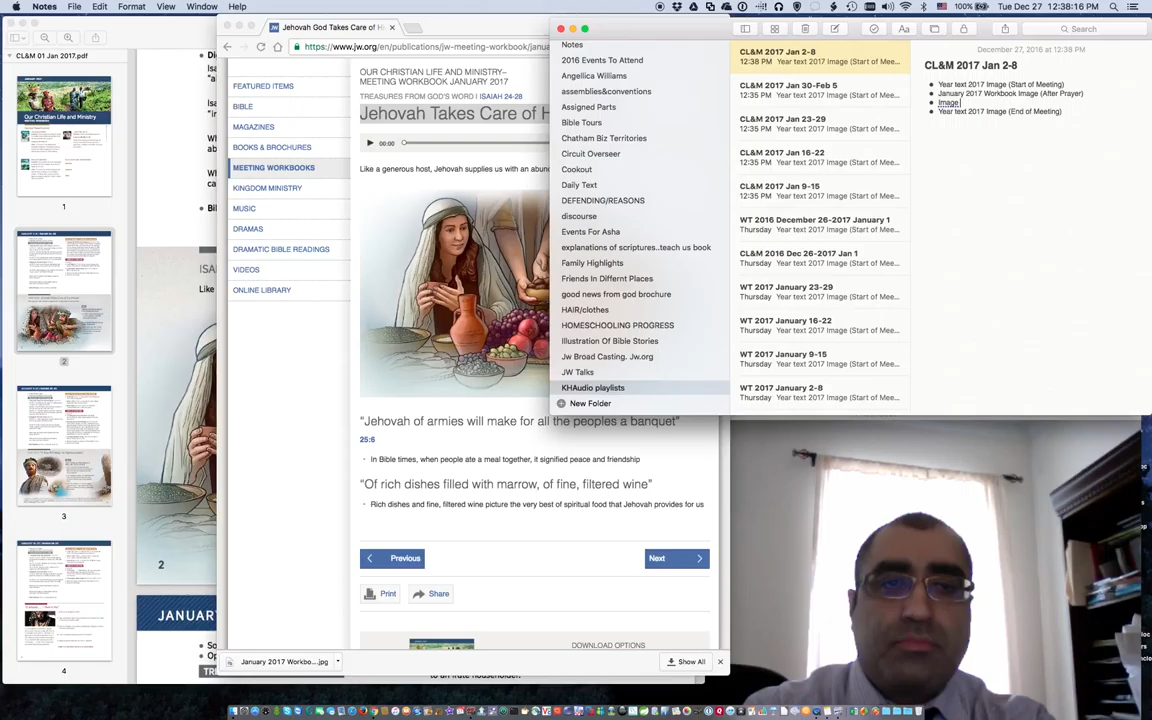 Notes File Edit Format View Window Help
100% Tue Dec 27 12:38:16 PM
CL&M 01 Jan 2017.pdf
Our Christian Life and Ministry
1
2
3
4
ISA
Like
2
JANUAR
Jehovah God Takes Care of H
https://www.jw.org/en/publications/jw-meeting-workbook/janua
FEATURED ITEMS
BIBLE
MAGAZINES
BOOKS & BROCHURES
MEETING WORKBOOKS
KINGDOM MINISTRY
MUSIC
DRAMAS
DRAMATIC BIBLE READINGS
VIDEOS
ONLINE LIBRARY
OUR CHRISTIAN LIFE AND MINISTRY–
MEETING WORKBOOK JANUARY 2017
TREASURES FROM GOD'S WORD | ISAIAH 24-28
Jehovah Takes Care of H
00:00
Like a generous host, Jehovah supplies us with an abun
“Jehovah of armies will make for all the peoples a banquet”
25:6
In Bible times, when people ate a meal together, it signified peace and friendship
“Of rich dishes filled with marrow, of fine, filtered wine”
Rich dishes and fine, filtered wine picture the very best of spiritual food that Jehovah provides for us
Previous
Next
Print
Share
DOWNLOAD OPTIONS
January 2017 Workbo....jpg
Show All
to an irate householder.
Notes
2016 Events To Attend
Angellica Williams
assemblies&conventions
Assigned Parts
Bible Tours
Chatham Biz Territories
Circuit Overseer
Cookout
Daily Text
DEFENDING/REASONS
discourse
Events For Asha
explanations of scriptures..teach us book
Family Highlights
Friends In Differnt Places
good news from god brochure
HAIR/clothes
HOMESCHOOLING PROGRESS
Illustration Of Bible Stories
Jw Broad Casting. Jw.org
JW Talks
KHAudio playlists
New Folder
CL&M 2017 Jan 2-8
12:38 PM Year text 2017 Image (Start of Mee...
CL&M 2017 Jan 30-Feb 5
12:35 PM Year text 2017 Image (Start of Mee...
CL&M 2017 Jan 23-29
12:35 PM Year text 2017 Image (Start of Mee...
CL&M 2017 Jan 16-22
12:35 PM Year text 2017 Image (Start of Mee...
CL&M 2017 Jan 9-15
12:35 PM Year text 2017 Image (Start of Mee...
WT 2016 December 26-2017 January 1
Thursday Year text 2017 Image (Start of Mee...
CL&M 2016 Dec 26-2017 Jan 1
Thursday Year text 2017 Image (Start of Mee...
WT 2017 January 23-29
Thursday Year text 2017 Image (Start of Mee...
WT 2017 January 16-22
Thursday Year text 2017 Image (Start of Mee...
WT 2017 January 9-15
Thursday Year text 2017 Image (Start of Mee...
WT 2017 January 2-8
Thursday Year text 2017 Image (Start of Mee...
Search
December 27, 2016 at 12:38 PM
CL&M 2017 Jan 2-8
Year text 2017 Image (Start of Meeting)
January 2017 Workbook Image (After Prayer)
Image
Year text 2017 Image (End of Meeting)